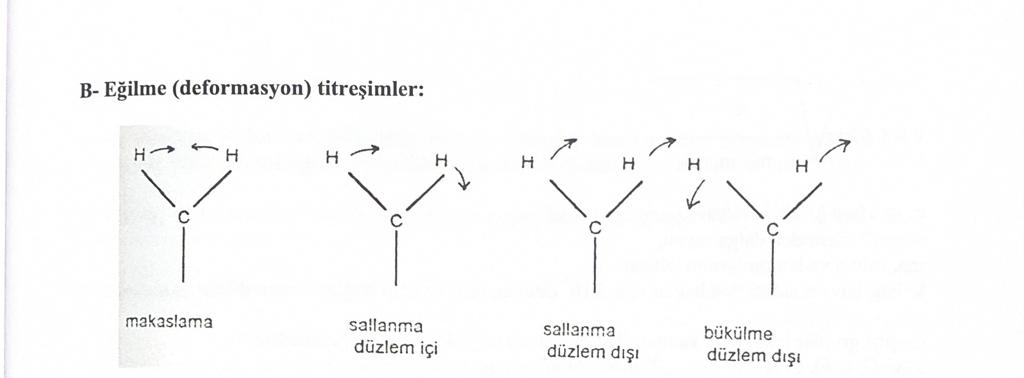 B- Eğilme (deformasyon) titreşimler:
H H H H H H H H
C C C C
makaslama sallanma sallanma bükülme
düzlem içi düzlem dışı düzlem dışı